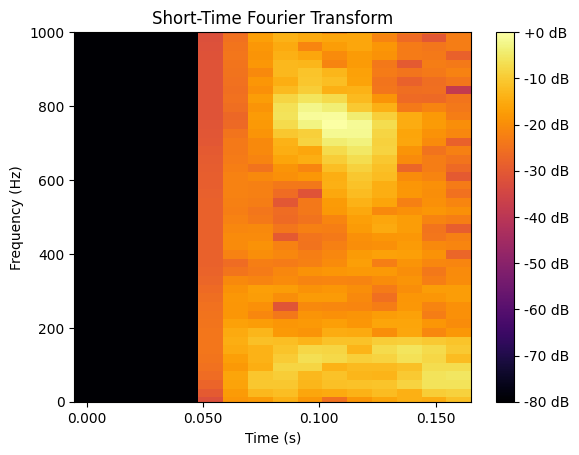 Short-Time Fourier Transform
1000
800
600
400
200
0
Frequency (Hz)
0.000
0.050
0.100
0.150
Time (s)
+0 dB
-10 dB
-20 dB
-30 dB
-40 dB
-50 dB
-60 dB
-70 dB
-80 dB